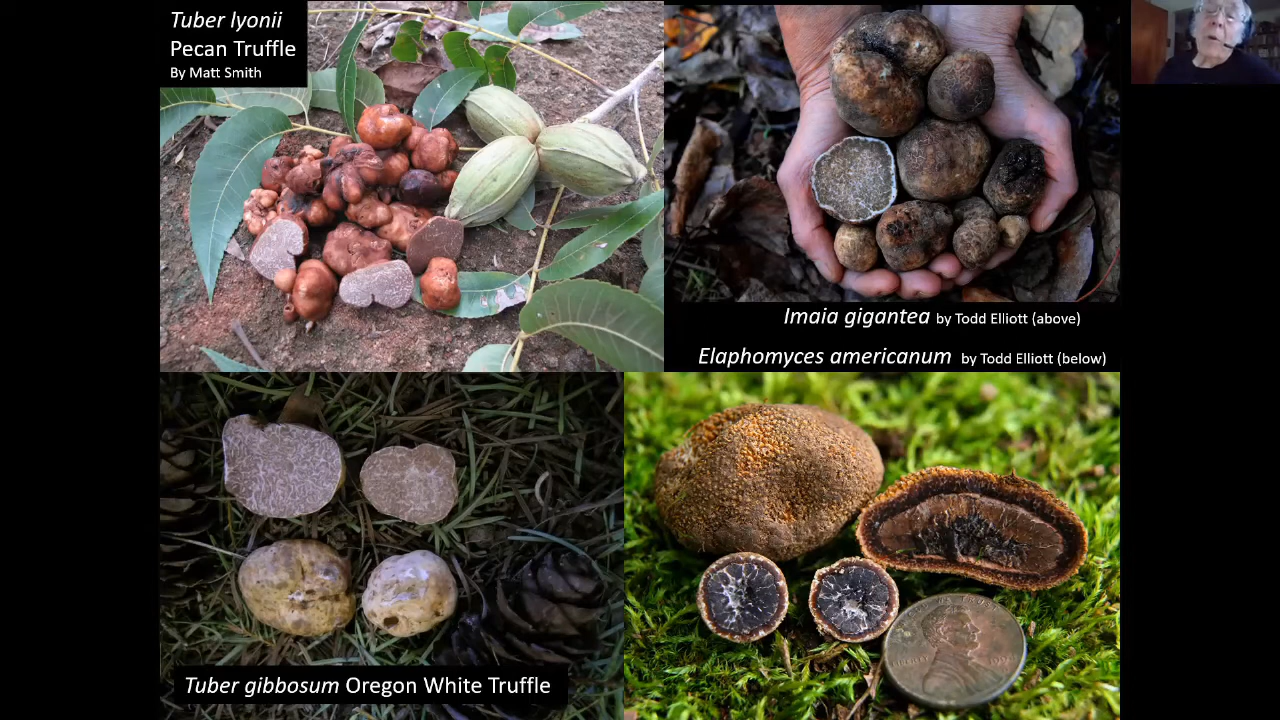 Tuber lyonii
Pecan Truffle
By Matt Smith
Imaia gigantea by Todd Elliott (above)
Elaphomyces americanum by Todd Elliott (below)
Tuber gibbosum Oregon White Truffle